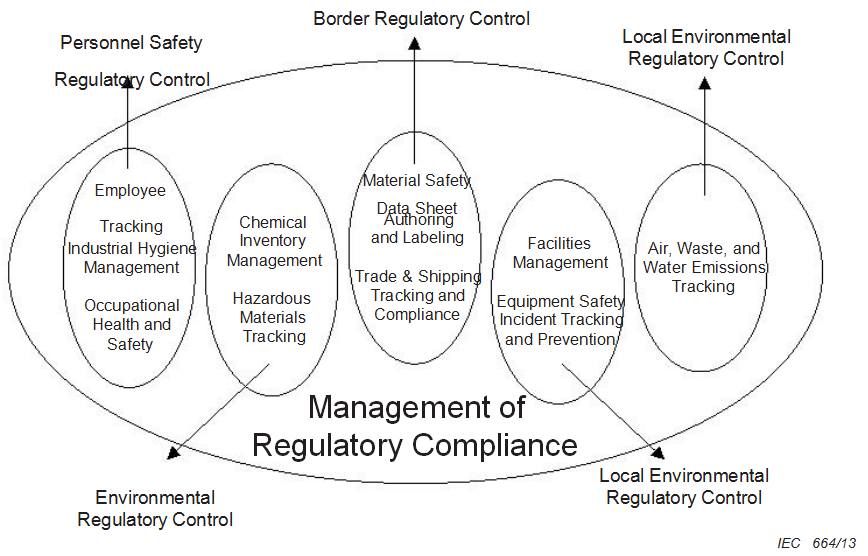 Border Regulatory Control
Personnel Safety
Regulatory Control
Local Environmental
Regulatory Control
Employee
Tracking
Industrial Hygiene
Management
Occupational
Health and
Safety
Chemical
Inventory
Management
Hazardous
Materials
Tracking
Material Safety
Data Sheet
Authoring
and Labeling
Trade & Shipping
Tracking and
Compliance
Facilities
Management
Equipment Safety
Incident Tracking
and Prevention
Air, Waste, and
Water Emissions
Tracking
Management of
Regulatory Compliance
Environmental
Regulatory Control
Local Environmental
Regulatory Control
IEC 664/13